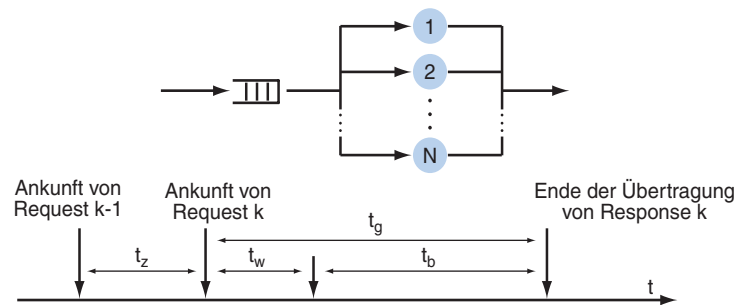 1
2
N
Ankunft von
Request k-1
Ankunft von
Request k
Ende der Übertragung
von Response k
t_g
t_z
t_w
t_b
t